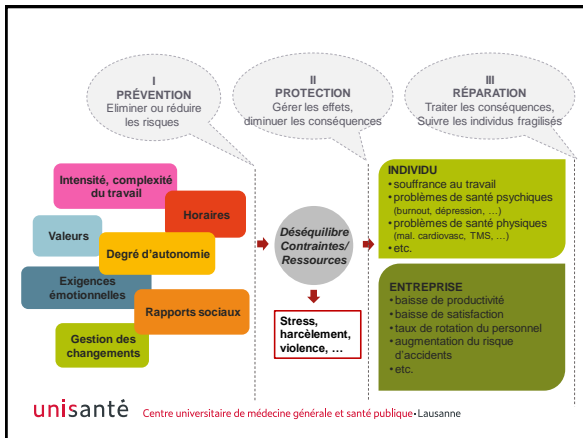 I
PRÉVENTION
Eliminer ou réduire
les risques
II
PROTECTION
Gérer les effets,
diminuer les conséquences
III
RÉPARATION
Traiter les conséquences,
Suivre les individus fragilisés
Intensité, complexité
du travail
Horaires
Valeurs
Degré d'autonomie
Exigences
émotionnelles
Rapports sociaux
Gestion des
changements
Déséquilibre
Contraintes/
Ressources
Stress,
harcèlement,
violence, …
INDIVIDU
• souffrance au travail
• problèmes de santé psychiques
(burnout, dépression, …)
• problèmes de santé physiques
(mal. cardiovasc, TMS, …)
• etc.
ENTREPRISE
• baisse de productivité
• baisse de satisfaction
• taux de rotation du personnel
• augmentation du risque
d'accidents
• etc.
unisanté Centre universitaire de médecine générale et santé publique • Lausanne